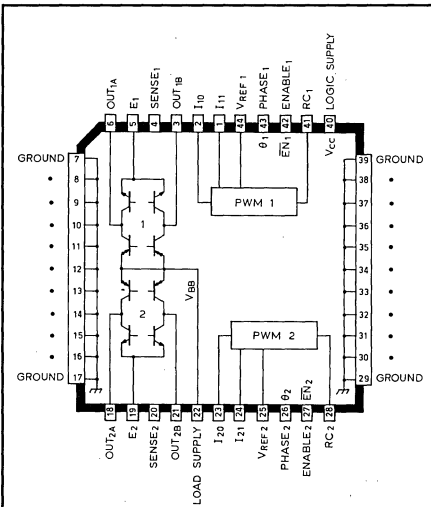 OUT1A
E1
SENSE1
OUT1B
I10
I11
VREF 1
PHASE1
ENABLE1
RC1
LOGIC SUPPLY
6
5
4
3
2
1
44
43
42
41
40
θ1
EN1
VCC
GROUND 7
8
9
10
11
12
13
14
15
16
GROUND 17
1
2
VBB
PWM 1
PWM 2
39 GROUND
38
37
36
35
34
33
32
31
30
29 GROUND
θ2
EN2
18
19
20
21
22
23
24
25
26
27
28
OUT2A
E2
SENSE2
OUT2B
LOAD SUPPLY
I20
I21
VREF 2
PHASE2
ENABLE2
RC2